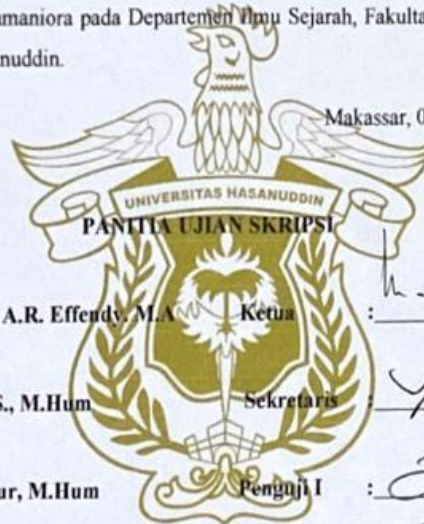 umaniora pada Departemen Ilmu Sejarah, Fakulta
nuddin.
Makassar, 0
UNIVERSITAS HASANUDDIN
PANITIA UJIAN SKRIPSI
A.R. Effendy, M.A Ketua :
S., M.Hum Sekretaris :
ur, M.Hum Penguji I :